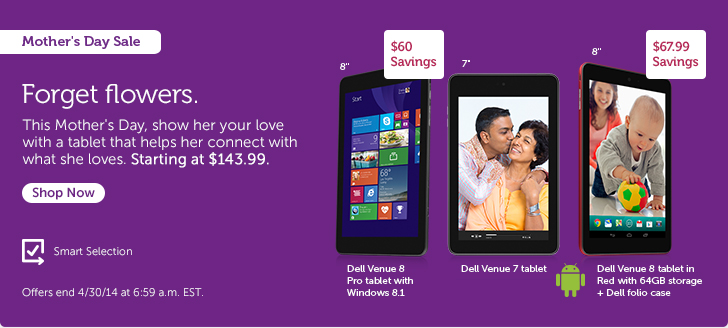 Mother's Day Sale
Forget flowers.
This Mother's Day, show her your love
with a tablet that helps her connect with
what she loves. Starting at $143.99.
Shop Now
Smart Selection
Offers end 4/30/14 at 6:59 a.m. EST.
8"
$60
Savings
7"
8"
$67.99
Savings
Start
68°
Dell Venue 8
Pro tablet with
Windows 8.1
Dell Venue 7 tablet
Dell Venue 8 tablet in
Red with 64GB storage
+ Dell folio case